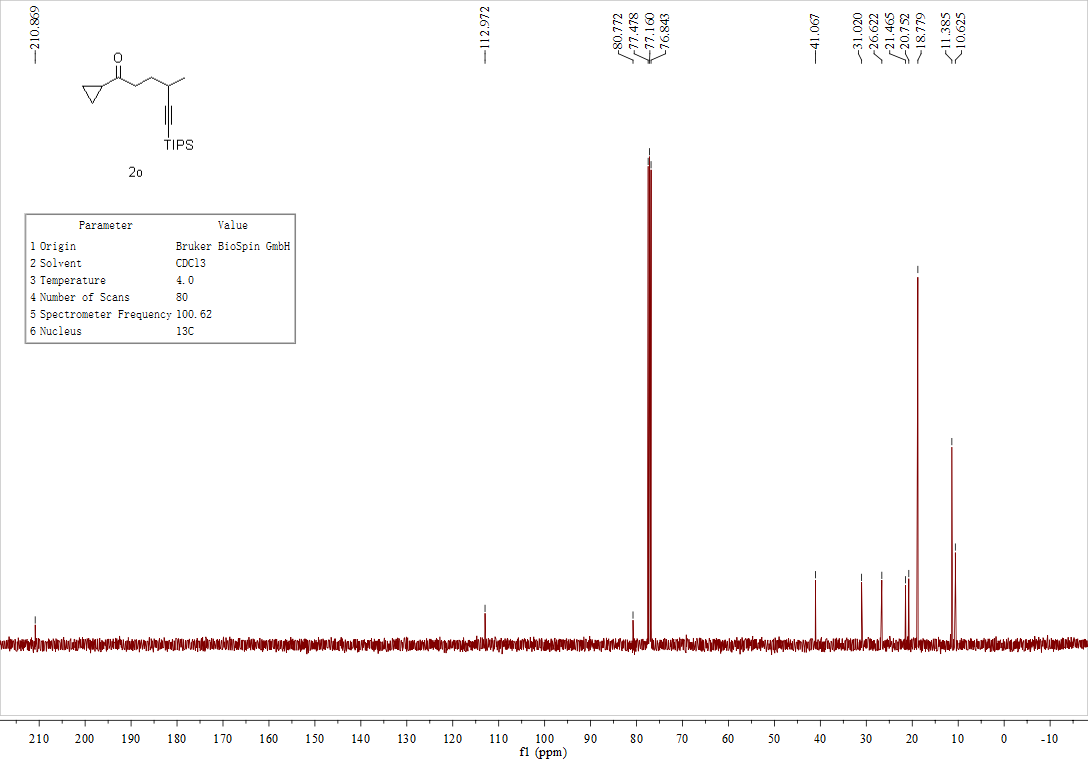 210.869
112.972
80.772
77.478
77.160
76.843
41.067
31.020
26.622
21.465
20.752
18.779
11.385
10.625
O
TIPS
2o
Parameter Value
1 Origin Bruker BioSpin GmbH
2 Solvent CDCl3
3 Temperature 4.0
4 Number of Scans 80
5 Spectrometer Frequency 100.62
6 Nucleus 13C
210 200 190 180 170 160 150 140 130 120 110 100 90 80 70 60 50 40 30 20 10 0 -10
f1 (ppm)